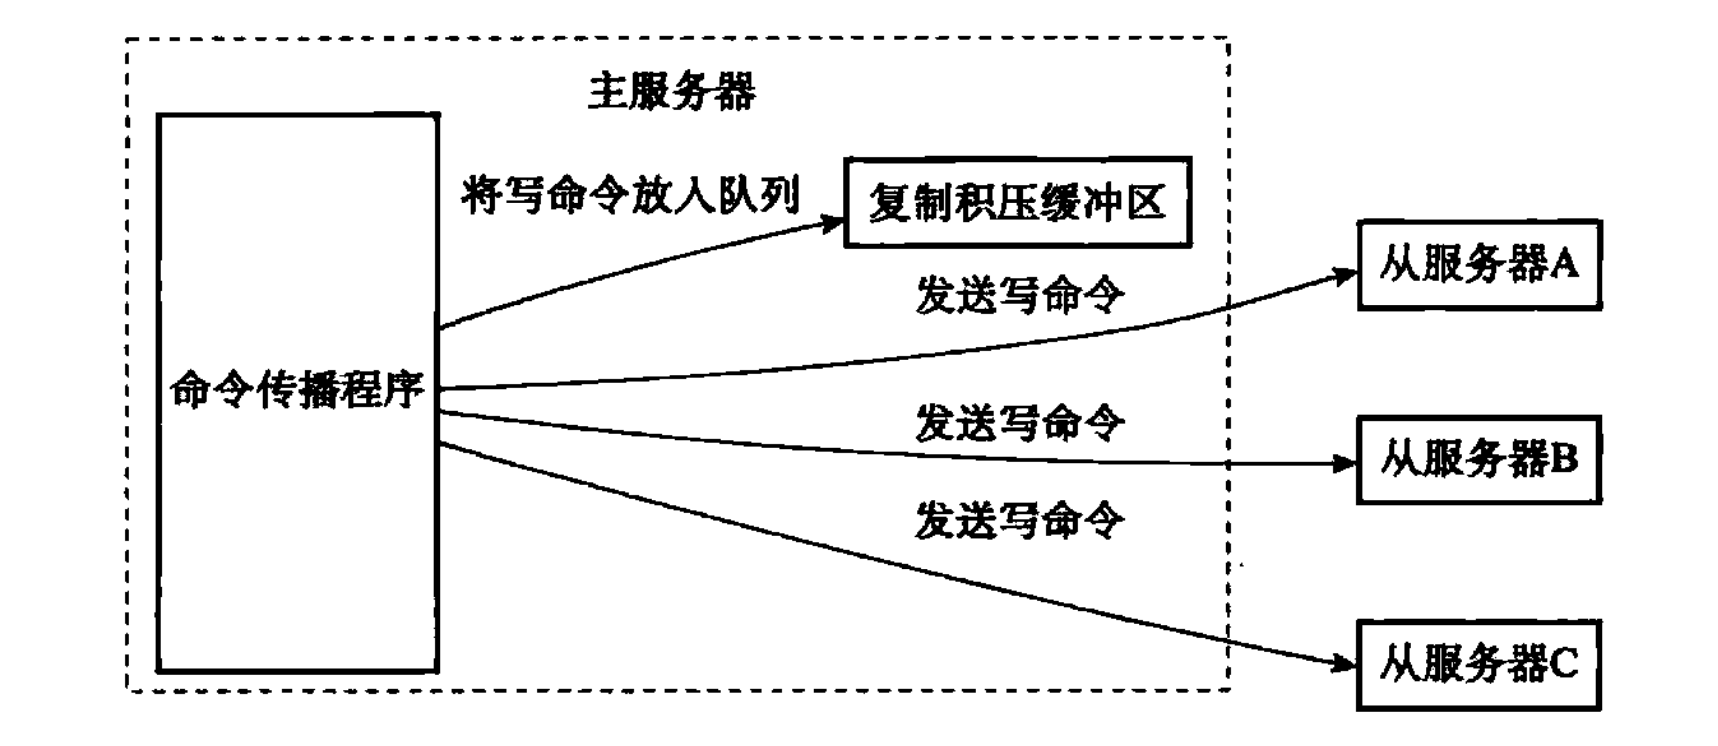 主服务器
将写命令放入队列
复制积压缓冲区
发送写命令
从服务器A
命令传播程序
发送写命令
从服务器B
发送写命令
从服务器C